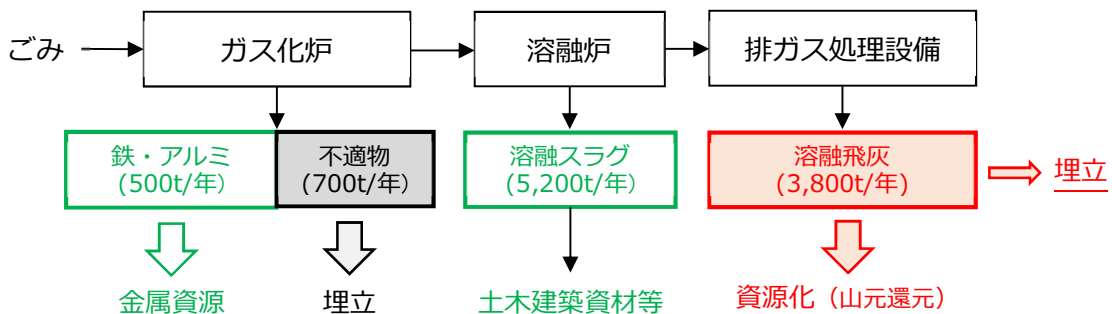 ごみ
ガス化炉
溶融炉
排ガス処理設備
鉄・アルミ
(500t/年)
不適物
(700t/年)
溶融スラグ
(5,200t/年)
溶融飛灰
(3,800t/年)
埋立
金属資源
埋立
土木建築資材等
資源化（山元還元）